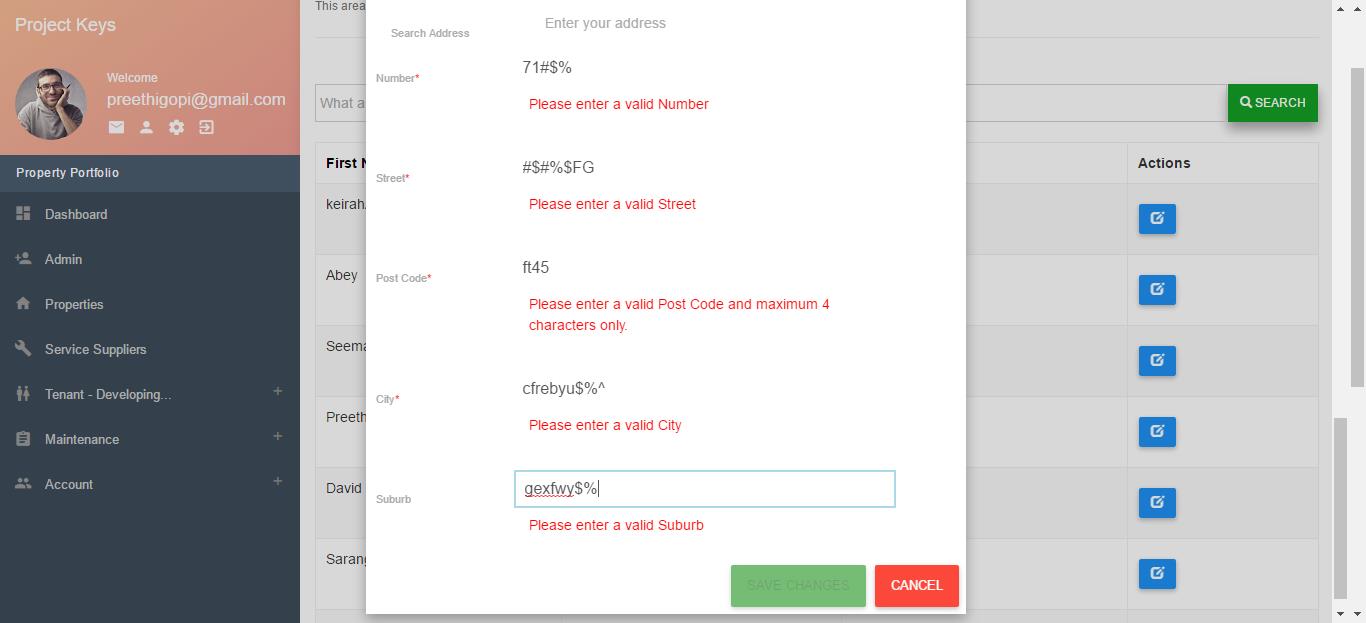 Project Keys
Welcome
preethigopi@gmail.com
Property Portfolio
Dashboard
Admin
Properties
Service Suppliers
Tenant - Developing...
+
Maintenance
+
Account
+
This area
What a
SEARCH
First N
Actions
keirah
Abey
Seema
Preeth
David
Sarang
Search Address
Enter your address
Number*
71#$%
Please enter a valid Number
Street*
#$#%$FG
Please enter a valid Street
Post Code*
ft45
Please enter a valid Post Code and maximum 4
characters only.
City*
cfrebyu$%^
Please enter a valid City
Suburb
gexfwy$%
Please enter a valid Suburb
SAVE CHANGES
CANCEL